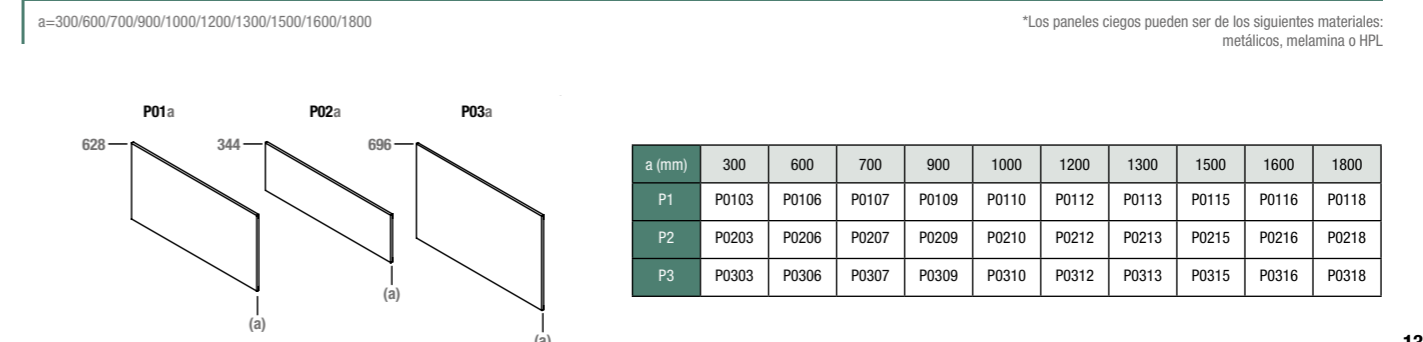 a=300/600/700/900/1000/1200/1300/1500/1600/1800
*Los paneles ciegos pueden ser de los siguientes materiales:
metálicos, melamina o HPL
P01a P02a P03a
628 344 696
(a) (a) (a)
a (mm) 300 600 700 900 1000 1200 1300 1500 1600 1800
P1 P0103 P0106 P0107 P0109 P0110 P0112 P0113 P0115 P0116 P0118
P2 P0203 P0206 P0207 P0209 P0210 P0212 P0213 P0215 P0216 P0218
P3 P0303 P0306 P0307 P0309 P0310 P0312 P0313 P0315 P0316 P0318